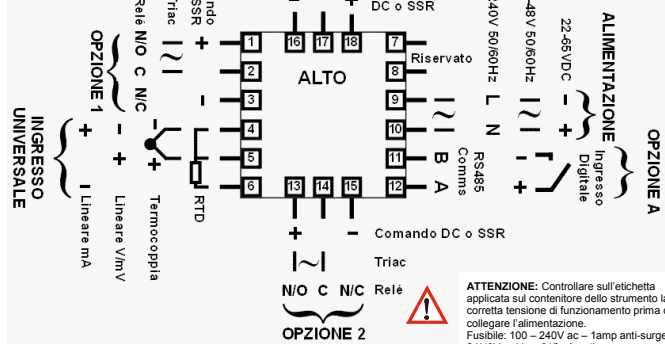 DC o SSR
− +
16 17 18
ALTO
Relé N/O C N/C
Triac
SSR + −
OPZIONE 1
1
2
3
4
5
6
7
8
9
10
11
12
Riservato
L
N
B
A
240V 50/60Hz
-48V 50/60Hz
22-65VDC
− +
ALIMENTAZIONE
RS485
Comms
− +
Ingresso
Digitale
OPZIONE A
INGRESSO
UNIVERSALE
+ − Lineare mA
− + Lineare V/mV
− + Termocoppia
RTD
13 14 15
+ − Comando DC o SSR
Triac
N/O C N/C Relé
OPZIONE 2
ATTENZIONE: Controllare sull'etichetta
applicata sul contenitore dello strumento la
corretta tensione di funzionamento prima
collegare l'alimentazione.
Fusibile: 100 – 240V ac – 1amp anti-surge